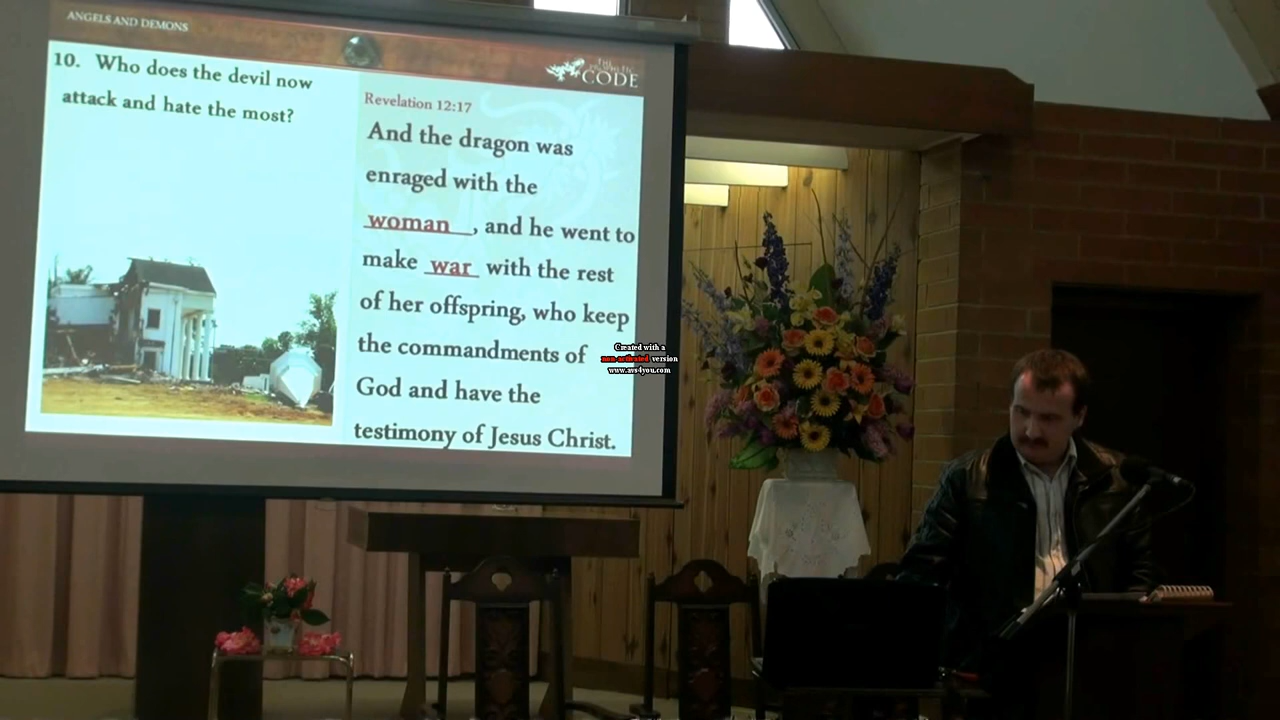 ANGELS AND DEMONS
THE
PROPHETIC
CODE
10. Who does the devil now
attack and hate the most?
Revelation 12:17
And the dragon was
enraged with the
woman, and he went to
make war with the rest
of her offspring, who keep
the commandments of
God and have the
testimony of Jesus Christ.
Created with a
non-activated version
www.avs4you.com